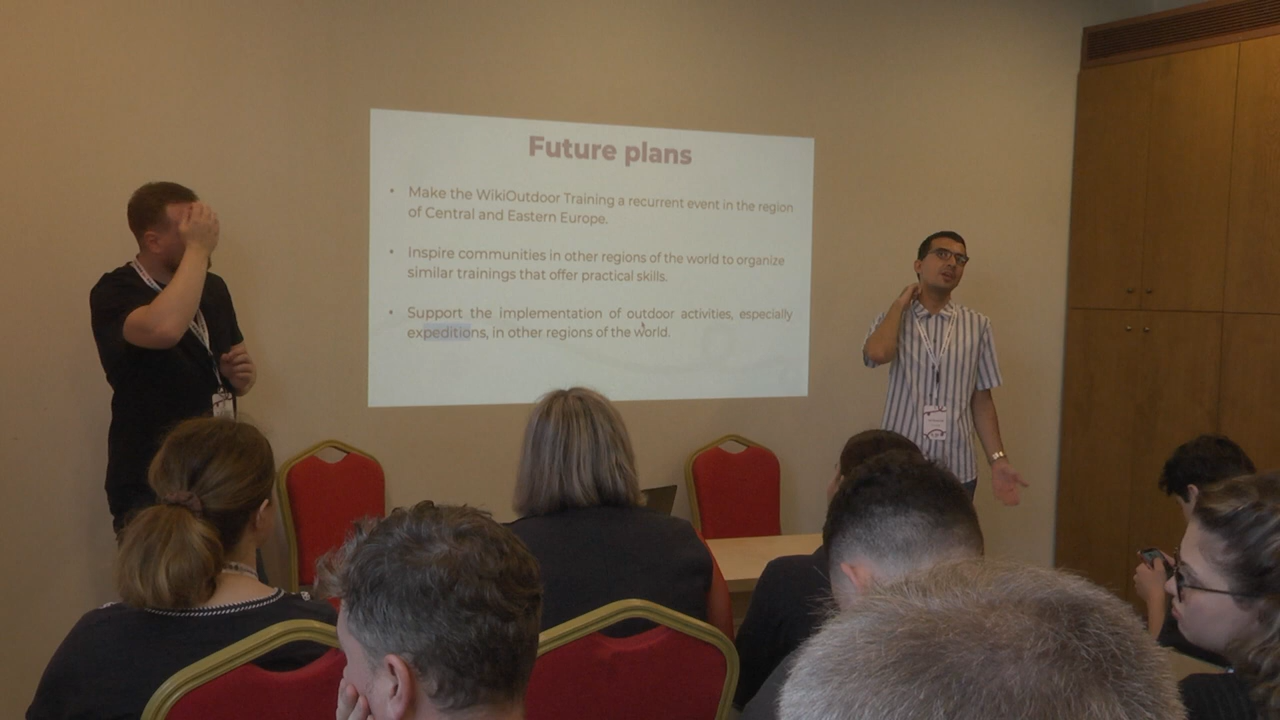 Future plans
• Make the WikiOutdoor Training a recurrent event in the region
of Central and Eastern Europe.
• Inspire communities in other regions of the world to organize
similar trainings that offer practical skills.
• Support the implementation of outdoor activities, especially
expeditions, in other regions of the world.